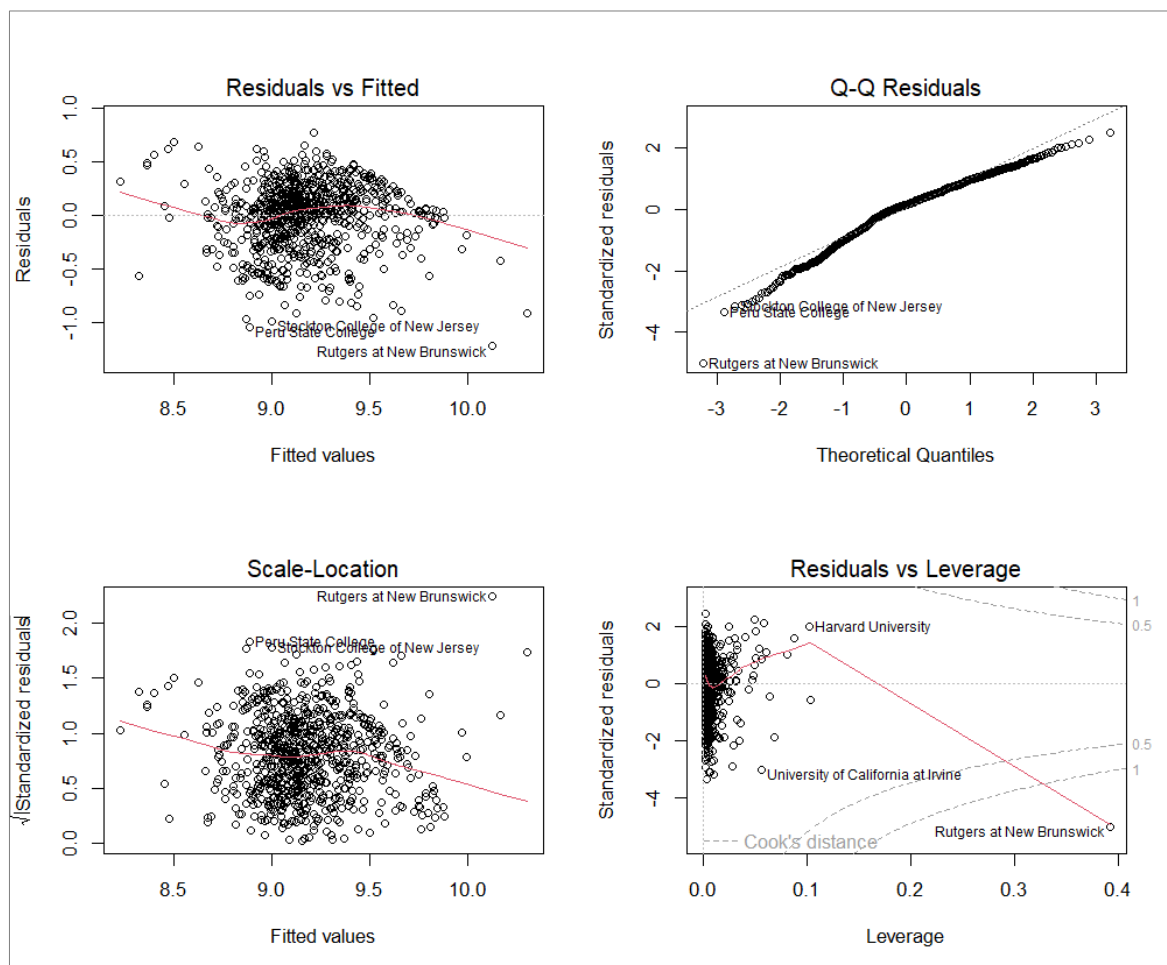 Residuals vs Fitted
Residuals
1.0
0.5
0.0
-0.5
-1.0
Stockton College of New Jersey
Peru State College
Rutgers at New Brunswick
8.5 9.0 9.5 10.0
Fitted values
Q-Q Residuals
Standardized residuals
2
0
-2
-4
Stockton College of New Jersey
Peru State College
Rutgers at New Brunswick
-3 -2 -1 0 1 2 3
Theoretical Quantiles
Scale-Location
√|Standardized residuals|
2.0
1.5
1.0
0.5
0.0
Rutgers at New Brunswick
Peru State College
Stockton College of New Jersey
8.5 9.0 9.5 10.0
Fitted values
Residuals vs Leverage
Standardized residuals
2
0
-2
-4
1
0.5
Harvard University
0.5
University of California at Irvine
1
Rutgers at New Brunswick
Cook's distance
0.0 0.1 0.2 0.3 0.4
Leverage